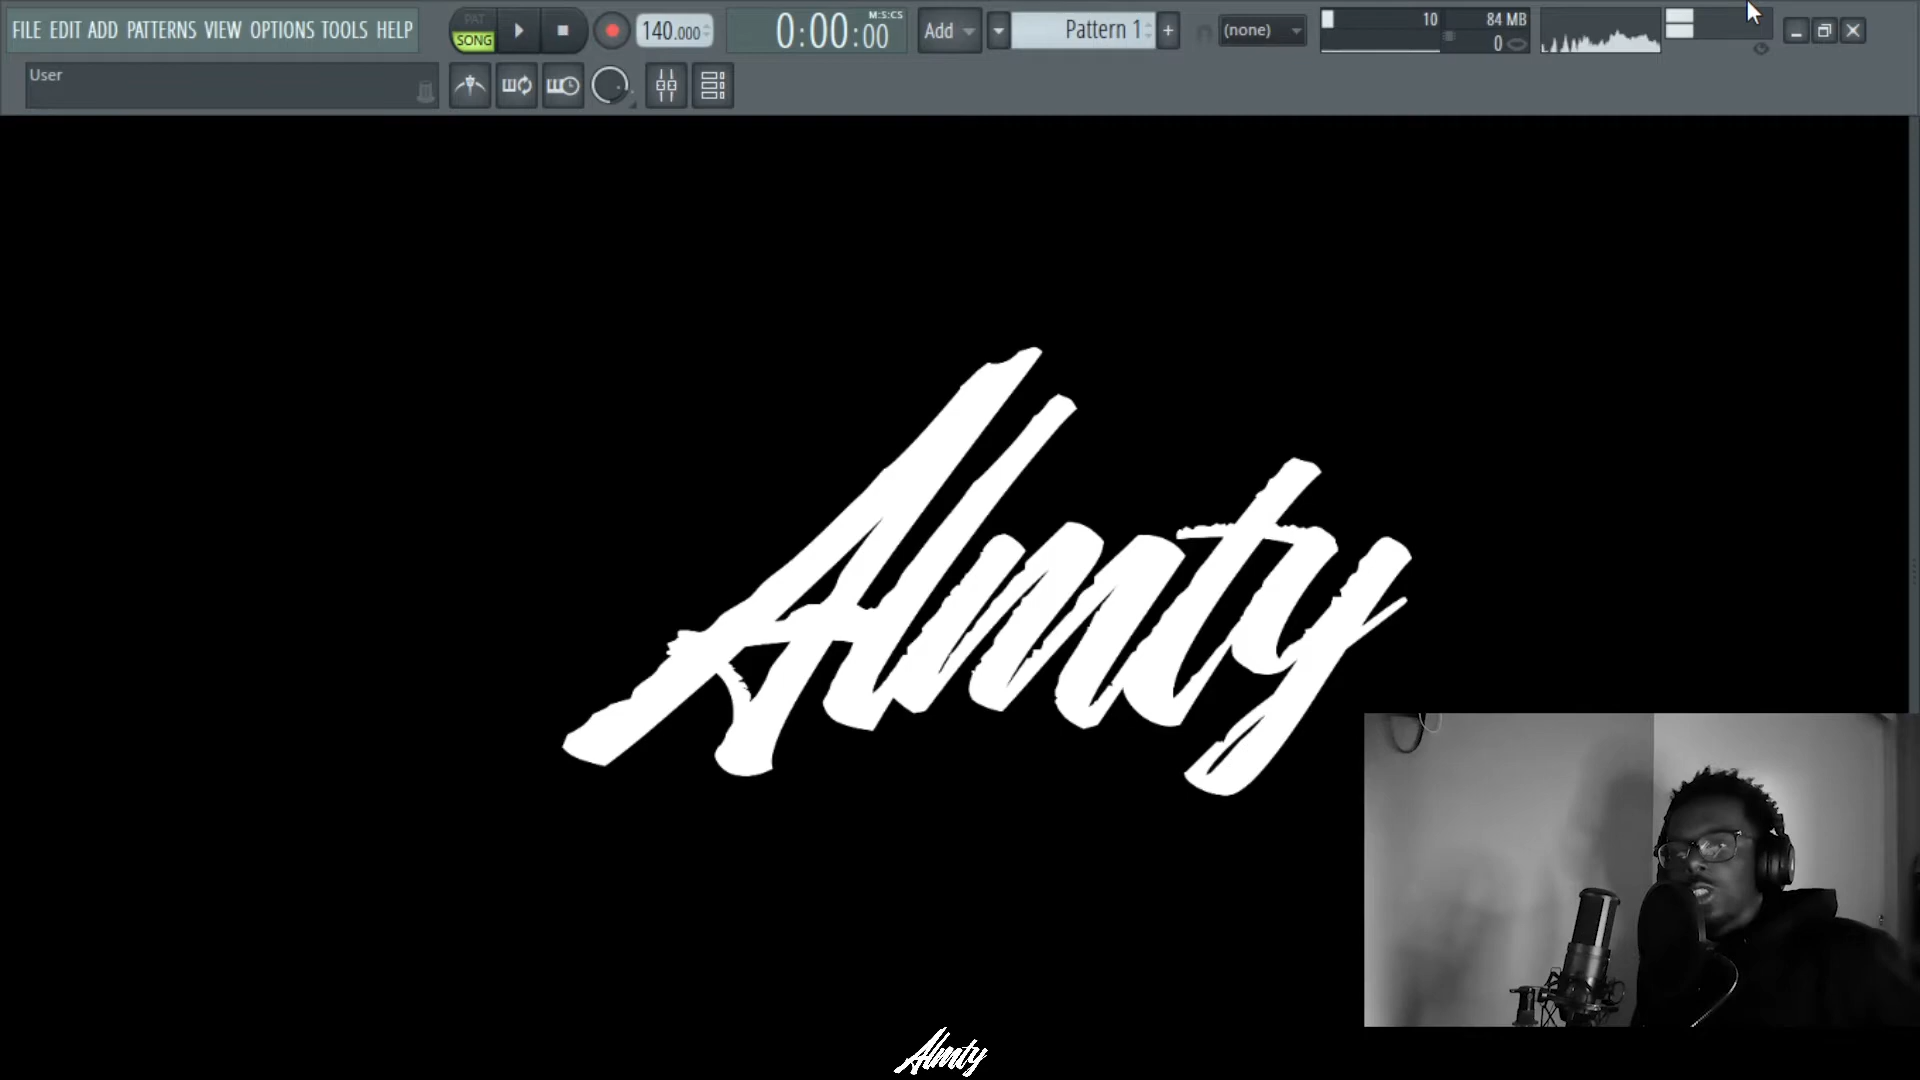 FILE EDIT ADD PATTERNS VIEW OPTIONS TOOLS HELP
PAT
SONG
140.000
M:S:CS
0:00:00
Add
Pattern 1
+
(none)
10
84 MB
0
User
Almty
Almty